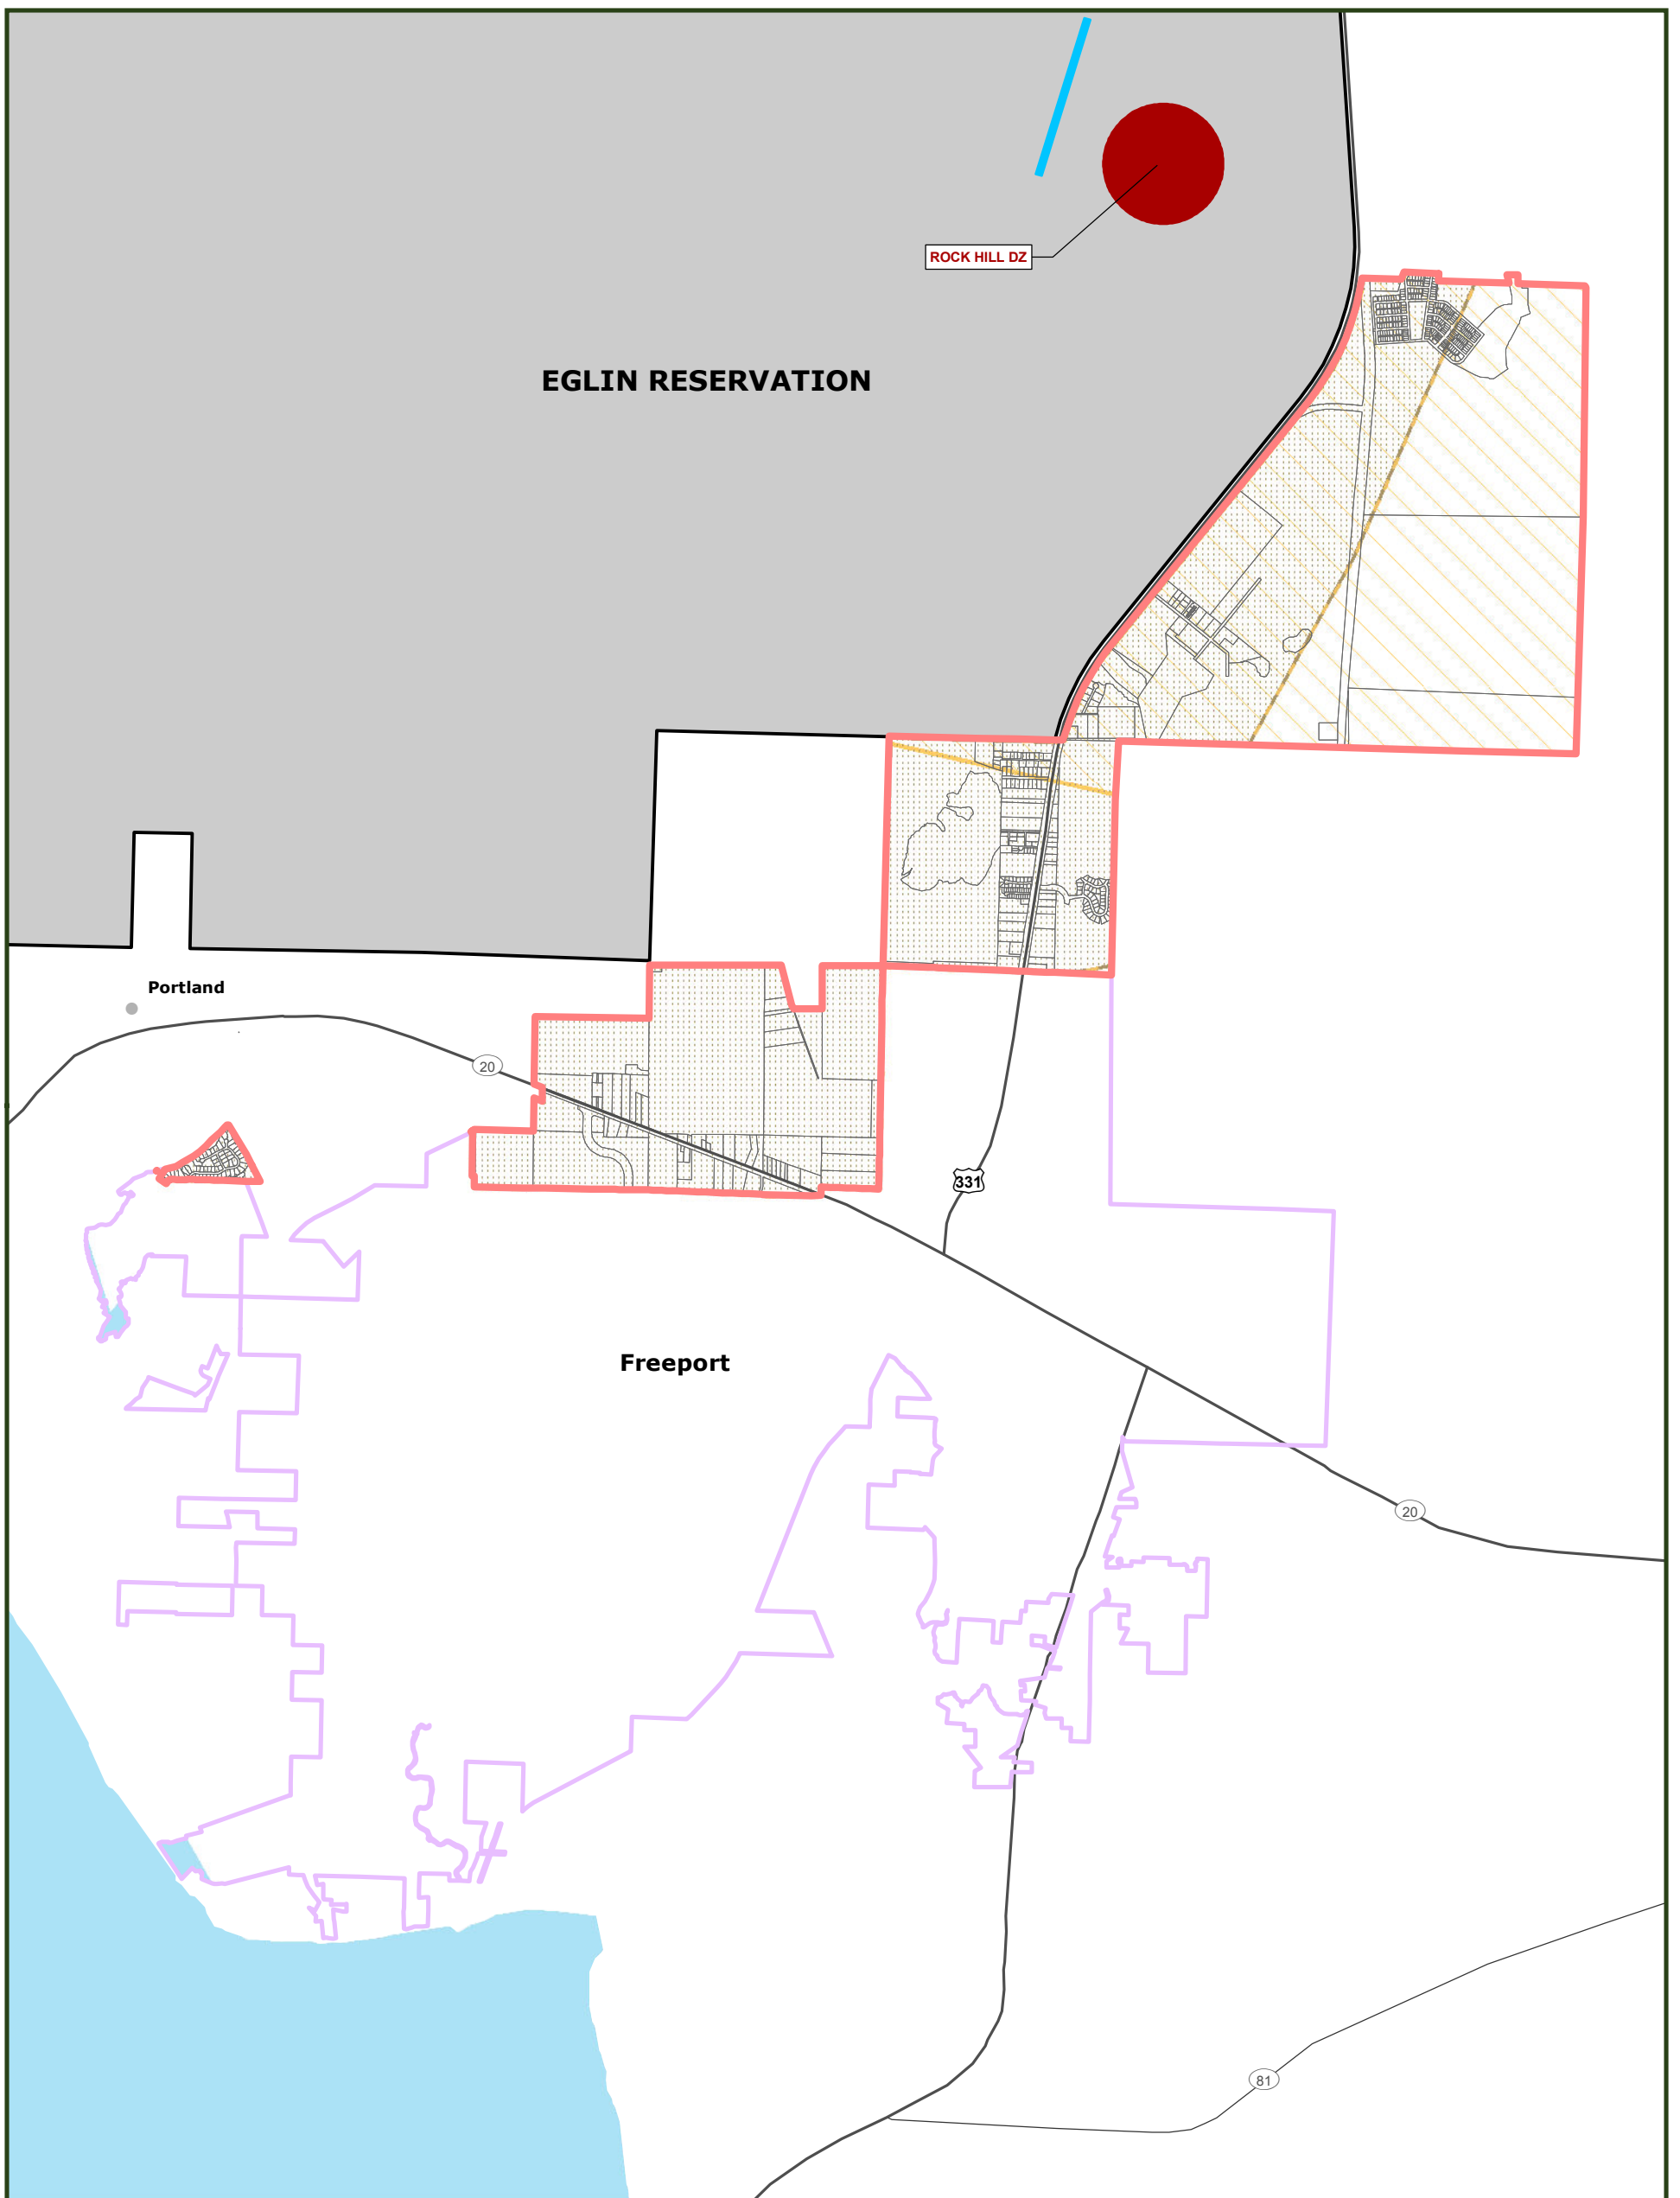 ROCK HILL DZ
EGLIN RESERVATION
Portland
20
331
Freeport
20
81